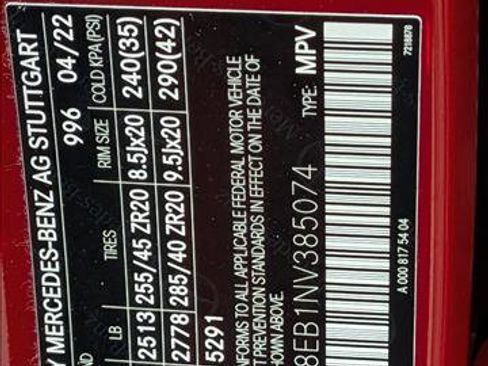 Y MERCEDES-BENZ AG STUTTGART
996 04/22
ND LB TIRES RIM SIZE COLD KPA(PSI)
2513 255/45 ZR20 8.5Jx20 240(35)
2778 285/40 ZR20 9.5Jx20 290(42)
5291
NFORMS TO ALL APPLICABLE FEDERAL MOTOR VEHICLE
T PREVENTION STANDARDS IN EFFECT ON THE DATE OF
HOWN ABOVE.
8EB1NV385074 TYPE: MPV
A 000 817 54 04
7218878